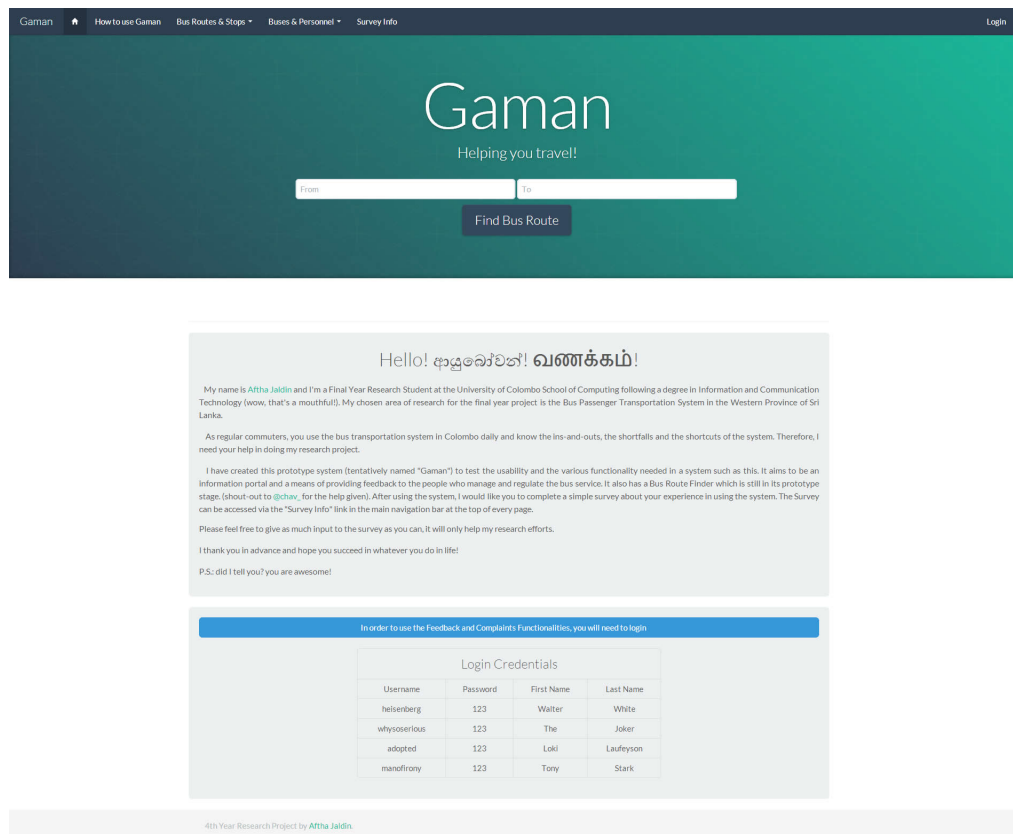 Gaman How to use Gaman Bus Routes & Stops Buses & Personnel Survey Info Login
Gaman
Helping you travel!
From To
Find Bus Route
Hello! ආයුබෝවන්! வணக்கம்!
My name is Aftha Jaldin and I'm a Final Year Research Student at the University of Colombo School of Computing following a degree in Information and Communication
Technology (wow, that's a mouthful!). My chosen area of research for the final year project is the Bus Passenger Transportation System in the Western Province of Sri
Lanka.
As regular commuters, you use the bus transportation system in Colombo daily and know the ins-and-outs, the shortfalls and the shortcuts of the system. Therefore, I
need your help in doing my research project.
I have created this prototype system (tentatively named "Gaman") to test the usability and the various functionality needed in a system such as this. It aims to be an
information portal and a means of providing feedback to the people who manage and regulate the bus service. It also has a Bus Route Finder which is still in its prototype
stage. (shout-out to @chav_ for the help given). After using the system, I would like you to complete a simple survey about your experience in using the system. The Survey
can be accessed via the "Survey Info" link in the main navigation bar at the top of every page.
Please feel free to give as much input to the survey as you can, it will only help my research efforts.
I thank you in advance and hope you succeed in whatever you do in life!
P.S.: did I tell you? you are awesome!
In order to use the Feedback and Complaints Functionalities, you will need to login
Login Credentials
Username Password First Name Last Name
heisenberg 123 Walter White
whysoserious 123 The Joker
adopted 123 Loki Laufeyson
manofirony 123 Tony Stark
4th Year Research Project by Aftha Jaldin.